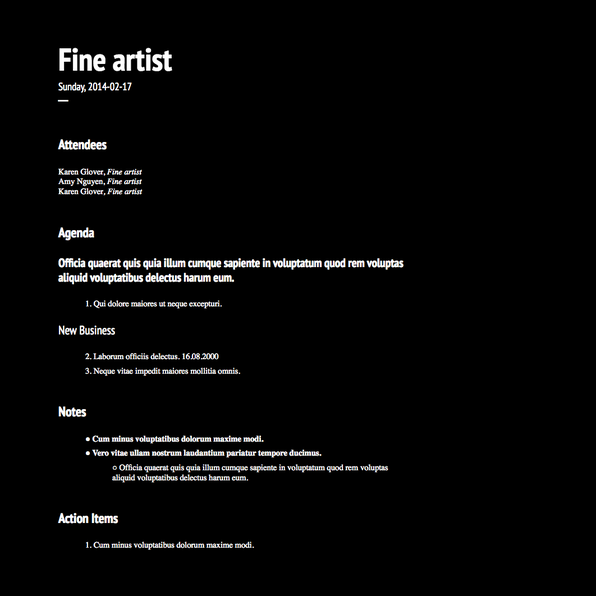 Fine artist
Sunday, 2014-02-17
Attendees
Karen Glover, Fine artist
Amy Nguyen, Fine artist
Karen Glover, Fine artist
Agenda
Officia quaerat quis quia illum cumque sapiente in voluptatum quod rem voluptas
aliquid voluptatibus delectus harum eum.
1. Qui dolore maiores ut neque excepturi.
New Business
2. Laborum officiis delectus. 16.08.2000
3. Neque vitae impedit maiores mollitia omnis.
Notes
● Cum minus voluptatibus dolorum maxime modi.
● Vero vitae ullam nostrum laudantium pariatur tempore ducimus.
○ Officia quaerat quis quia illum cumque sapiente in voluptatum quod rem voluptas
aliquid voluptatibus delectus harum eum.
Action Items
1. Cum minus voluptatibus dolorum maxime modi.